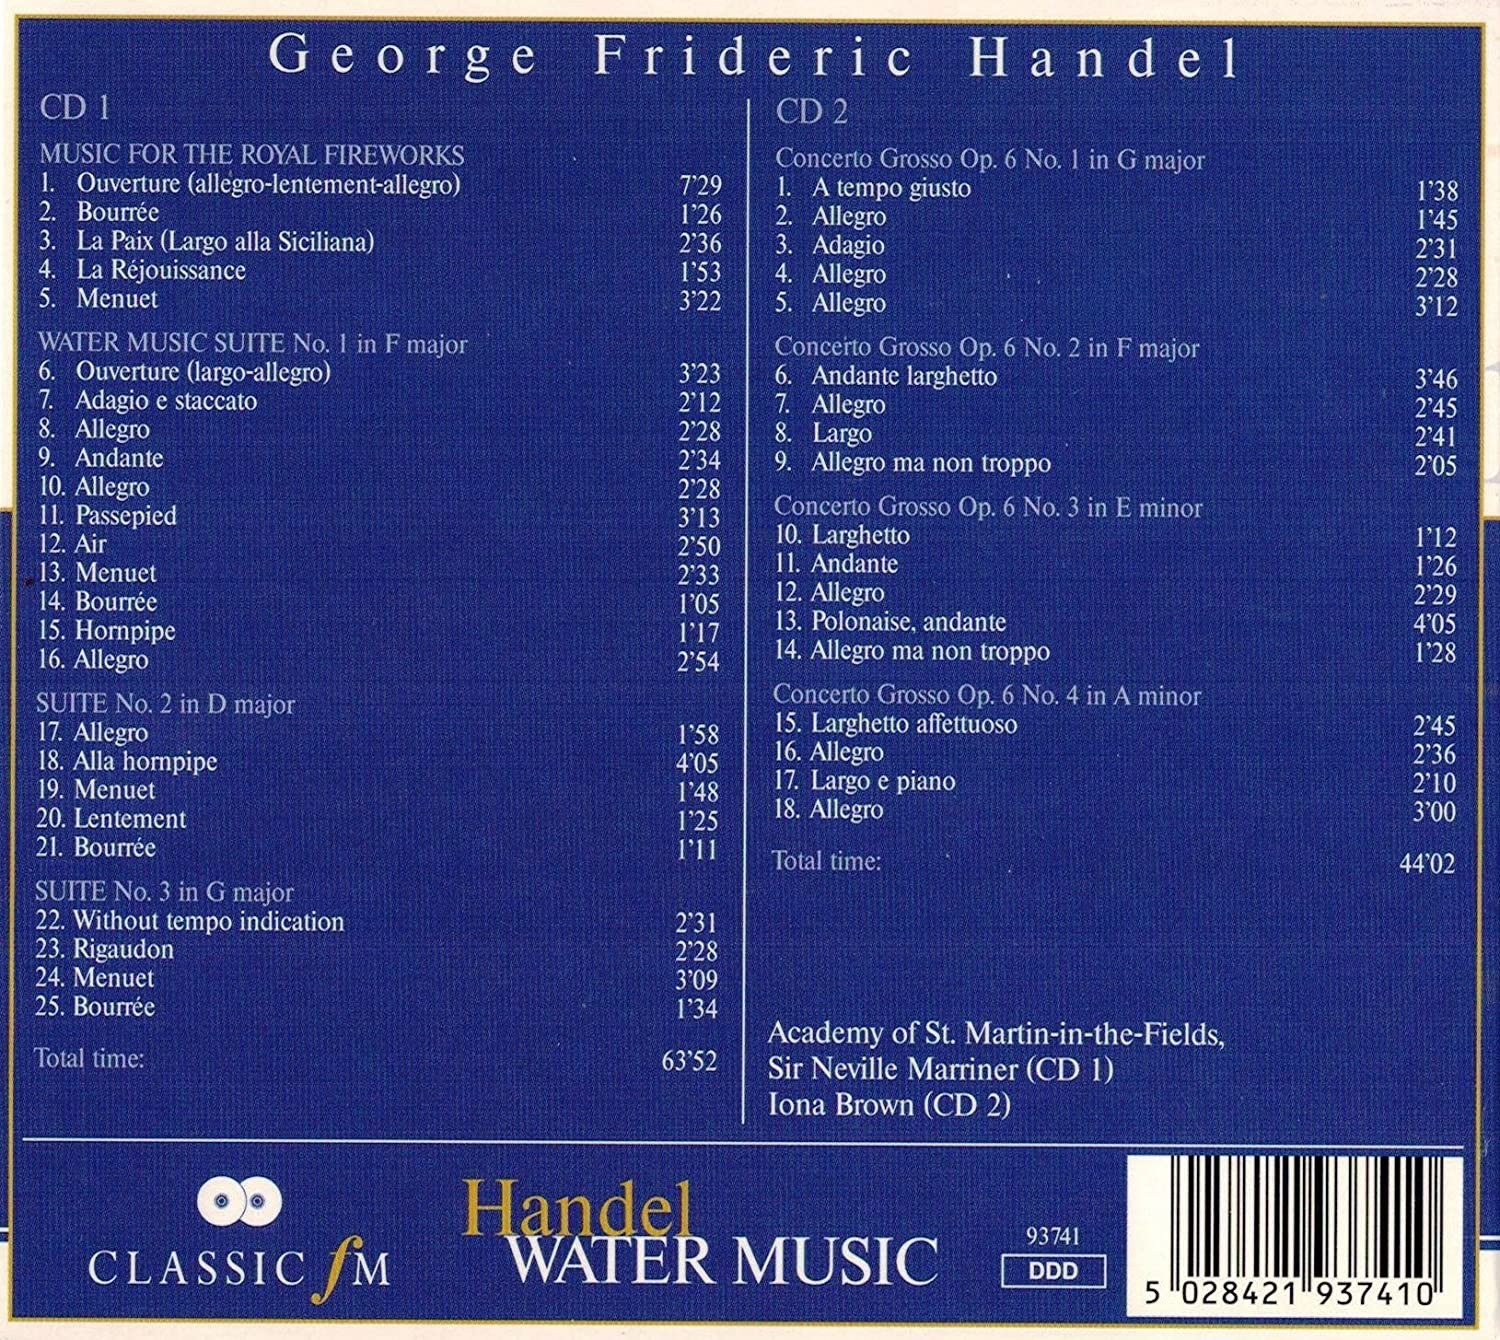 George Frideric Handel
CD 1
MUSIC FOR THE ROYAL FIREWORKS
1. Ouverture (allegro-lentement-allegro) 7'29
2. Bourrée 1'26
3. La Paix (Largo alla Siciliana) 2'36
4. La Réjouissance 1'53
5. Menuet 3'22
WATER MUSIC SUITE No. 1 in F major
6. Ouverture (largo-allegro) 3'23
7. Adagio e staccato 2'12
8. Allegro 2'28
9. Andante 2'34
10. Allegro 2'28
11. Passepied 3'13
12. Air 2'50
13. Menuet 2'33
14. Bourrée 1'05
15. Hornpipe 1'17
16. Allegro 2'54
SUITE No. 2 in D major
17. Allegro 1'58
18. Alla hornpipe 4'05
19. Menuet 1'48
20. Lentement 1'25
21. Bourrée 1'11
SUITE No. 3 in G major
22. Without tempo indication 2'31
23. Rigaudon 2'28
24. Menuet 3'09
25. Bourrée 1'34
Total time: 63'52
CD 2
Concerto Grosso Op. 6 No. 1 in G major
1. A tempo giusto 1'38
2. Allegro 1'45
3. Adagio 2'31
4. Allegro 2'28
5. Allegro 3'12
Concerto Grosso Op. 6 No. 2 in F major
6. Andante larghetto 3'46
7. Allegro 2'45
8. Largo 2'41
9. Allegro ma non troppo 2'05
Concerto Grosso Op. 6 No. 3 in E minor
10. Larghetto 1'12
11. Andante 1'26
12. Allegro 2'29
13. Polonaise, andante 4'05
14. Allegro ma non troppo 1'28
Concerto Grosso Op. 6 No. 4 in A minor
15. Larghetto affettuoso 2'45
16. Allegro 2'36
17. Largo e piano 2'10
18. Allegro 3'00
Total time: 44'02
Academy of St. Martin-in-the-Fields,
Sir Neville Marriner (CD 1)
Iona Brown (CD 2)
CLASSIC fM
Handel
WATER MUSIC
93741
DDD
5 028421 937410